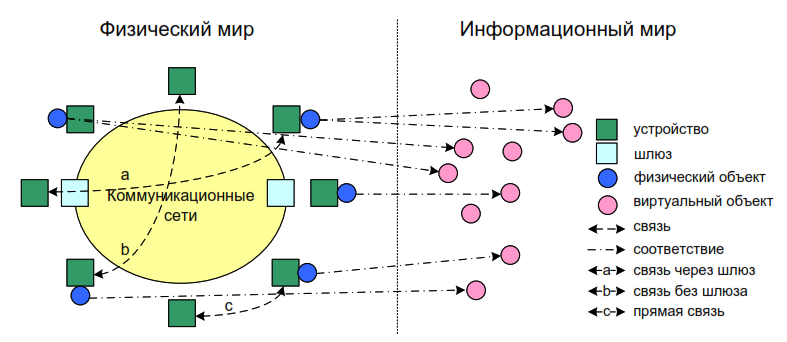 Физический мир
Информационный мир
a
Коммуникационные
сети
b
c
устройство
шлюз
физический объект
виртуальный объект
связь
соответствие
a связь через шлюз
b связь без шлюза
c прямая связь